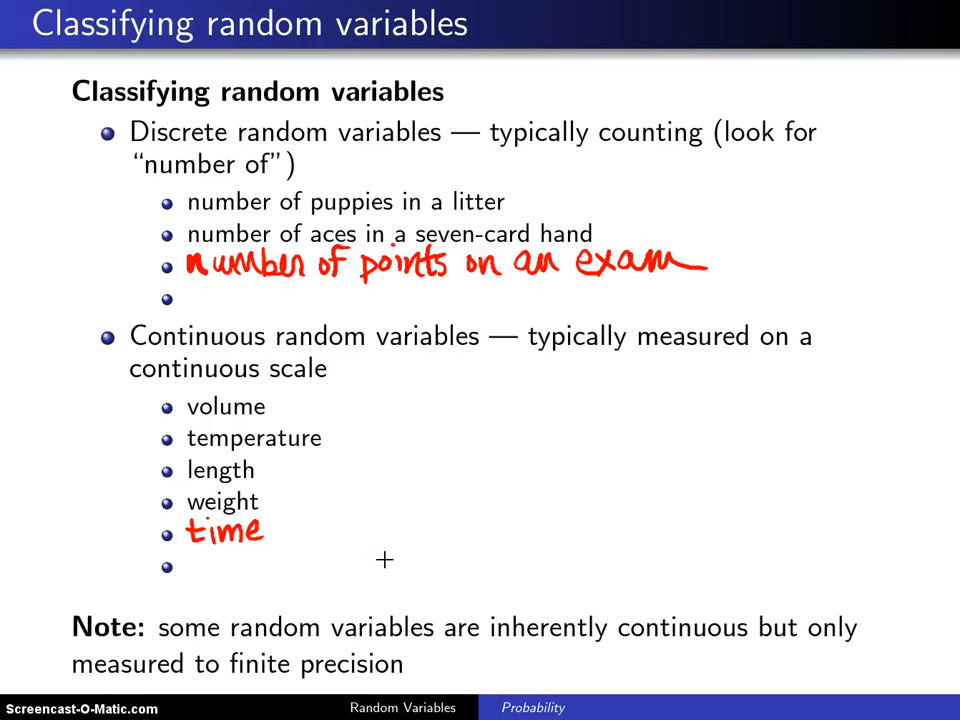 Classifying random variables
Classifying random variables
Discrete random variables — typically counting (look for
“number of”)
number of puppies in a litter
number of aces in a seven-card hand
number of points on an exam
Continuous random variables — typically measured on a
continuous scale
volume
temperature
length
weight
time
Note: some random variables are inherently continuous but only
measured to finite precision
Screencast-O-Matic.com Random Variables Probability